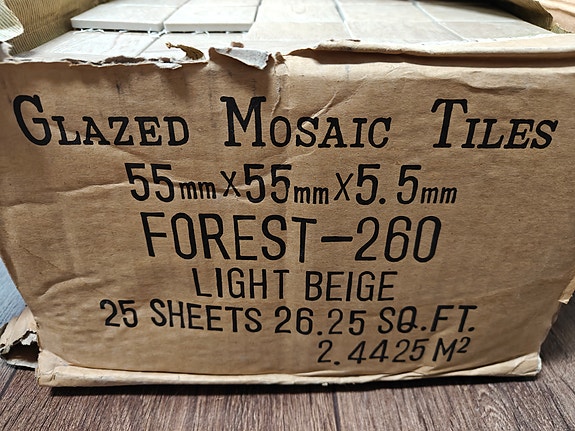 Glazed Mosaic Tiles
55mm x 55mm x 5.5mm
FOREST-260
LIGHT BEIGE
25 SHEETS 26.25 SQ.FT.
2.4425 M²